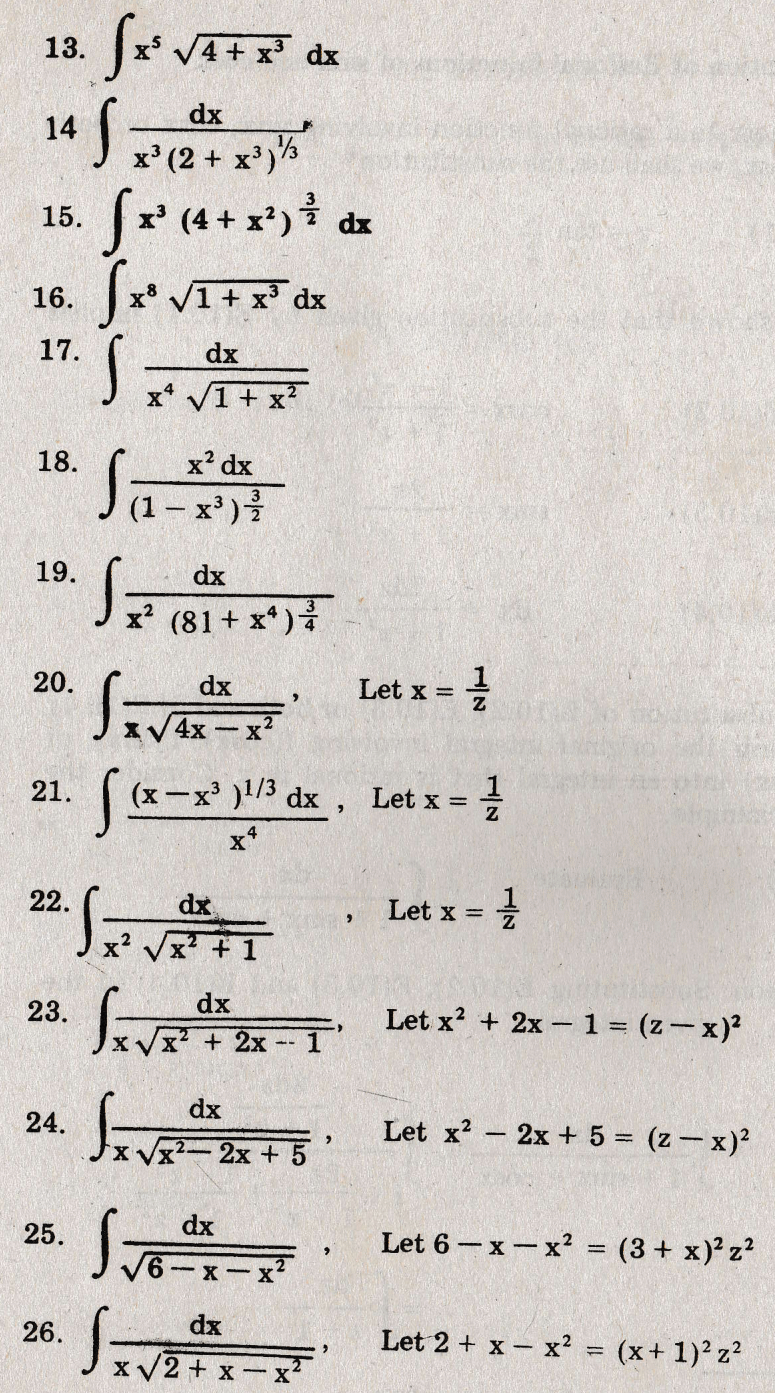 13. ∫ x⁵ √(4 + x³) dx
14 ∫ dx / (x³ (2 + x³)^(1/3))
15. ∫ x³ (4 + x²)^(3/2) dx
16. ∫ x⁸ √(1 + x³) dx
17. ∫ dx / (x⁴ √(1 + x²))
18. ∫ x² dx / (1 − x³)^(3/2)
19. ∫ dx / (x² (81 + x⁴)^(3/4))
20. ∫ dx / (x √(4x − x²)) , Let x = 1/z
21. ∫ (x − x³)^(1/3) dx / x⁴ , Let x = 1/z
22. ∫ dx / (x² √(x² + 1)) , Let x = 1/z
23. ∫ dx / (x √(x² + 2x − 1)) , Let x² + 2x − 1 = (z − x)²
24. ∫ dx / (x √(x² − 2x + 5)) , Let x² − 2x + 5 = (z − x)²
25. ∫ dx / √(6 − x − x²) , Let 6 − x − x² = (3 + x)² z²
26. ∫ dx / (x √(2 + x − x²)) , Let 2 + x − x² = (x + 1)² z²